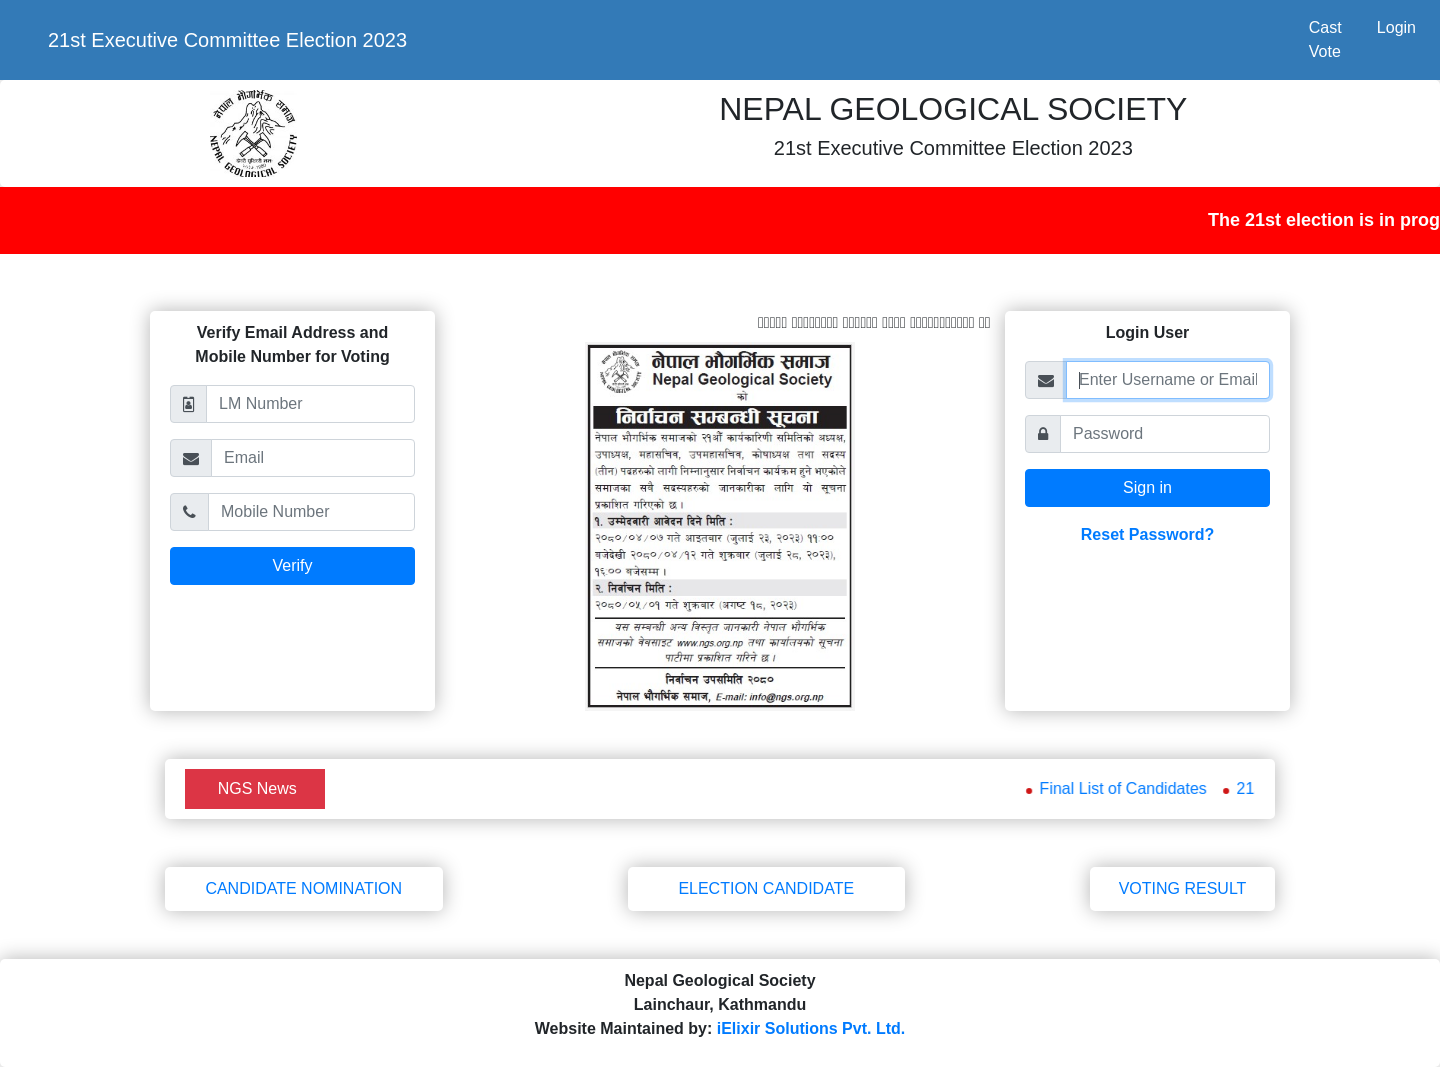 21st Executive Committee Election 2023
Cast Vote
Login
नेपाल भौगर्भिक समाज
NEPAL GEOLOGICAL SOCIETY
NEPAL GEOLOGICAL SOCIETY
21st Executive Committee Election 2023
The 21st election is in prog
Verify Email Address and
Mobile Number for Voting
LM Number
Email
Mobile Number
Verify
नेपाल भौगर्भिक समाज
Nepal Geological Society
को
निर्वाचन सम्बन्धी सूचना
नेपाल भौगर्भिक समाजको २१औं कार्यकारिणी समितिको अध्यक्ष,
उपाध्यक्ष, महासचिव, उपमहासचिव, कोषाध्यक्ष तथा सदस्य
(तीन) पदहरुको लागी निम्नानुसार निर्वाचन कार्यक्रम हुने भएकोले
समाजका सबै सदस्यहरुको जानकारीका लागि यो सूचना
प्रकाशित गरिएको छ ।
१. उम्मेदवारी आवेदन दिने मिति :
२०८०/०४/०७ गते आइतबार (जुलाई २३, २०२३) ११:००
बजेदेखी २०८०/०४/१२ गते शुक्रबार (जुलाई २८, २०२३),
१६:०० बजेसम्म ।
२. निर्वाचन मिति :
२०८०/०५/०१ गते शुक्रबार (अगष्ट १८, २०२३)
यस सम्बन्धी अन्य विस्तृत जानकारी नेपाल भौगर्भिक
समाजको वेबसाइट www.ngs.org.np तथा कार्यालयको सूचना
पाटीमा प्रकाशित गरिने छ ।
निर्वाचन उपसमिति २०८०
नेपाल भौगर्भिक समाज, E-mail: info@ngs.org.np
Login User
Enter Username or Email
Password
Sign in
Reset Password?
NGS News
Final List of Candidates
21
CANDIDATE NOMINATION
ELECTION CANDIDATE
VOTING RESULT
Nepal Geological Society
Lainchaur, Kathmandu
Website Maintained by: iElixir Solutions Pvt. Ltd.